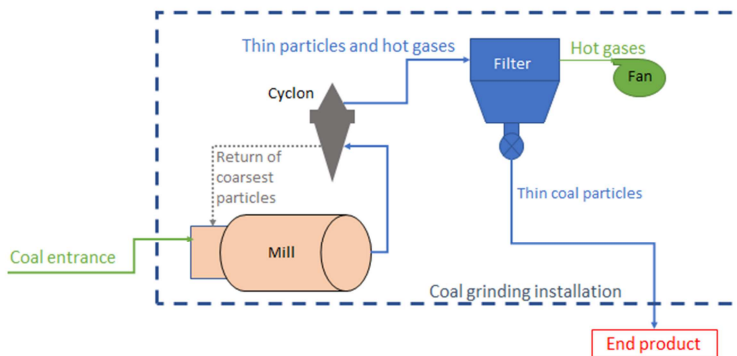 Thin particles and hot gases
Hot gases
Filter
Fan
Cyclon
Return of
coarsest
particles
Thin coal particles
Coal entrance
Mill
Coal grinding installation
End product